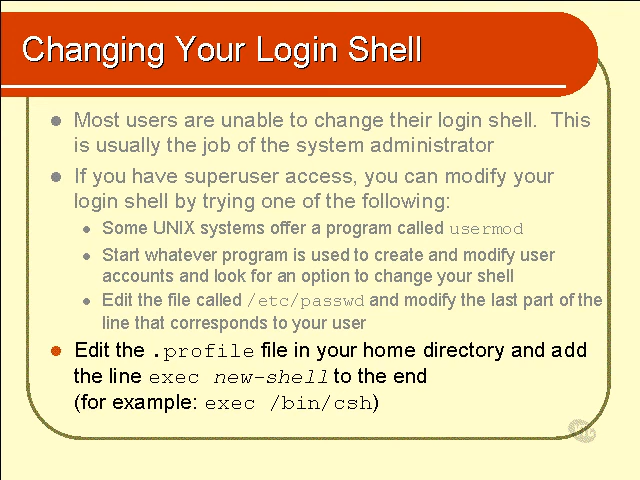 Changing Your Login Shell
Most users are unable to change their login shell.  This
is usually the job of the system administrator
If you have superuser access, you can modify your
login shell by trying one of the following:
Some UNIX systems offer a program called usermod
Start whatever program is used to create and modify user
accounts and look for an option to change your shell
Edit the file called /etc/passwd and modify the last part of the
line that corresponds to your user
Edit the .profile file in your home directory and add
the line exec new-shell to the end
(for example: exec /bin/csh)